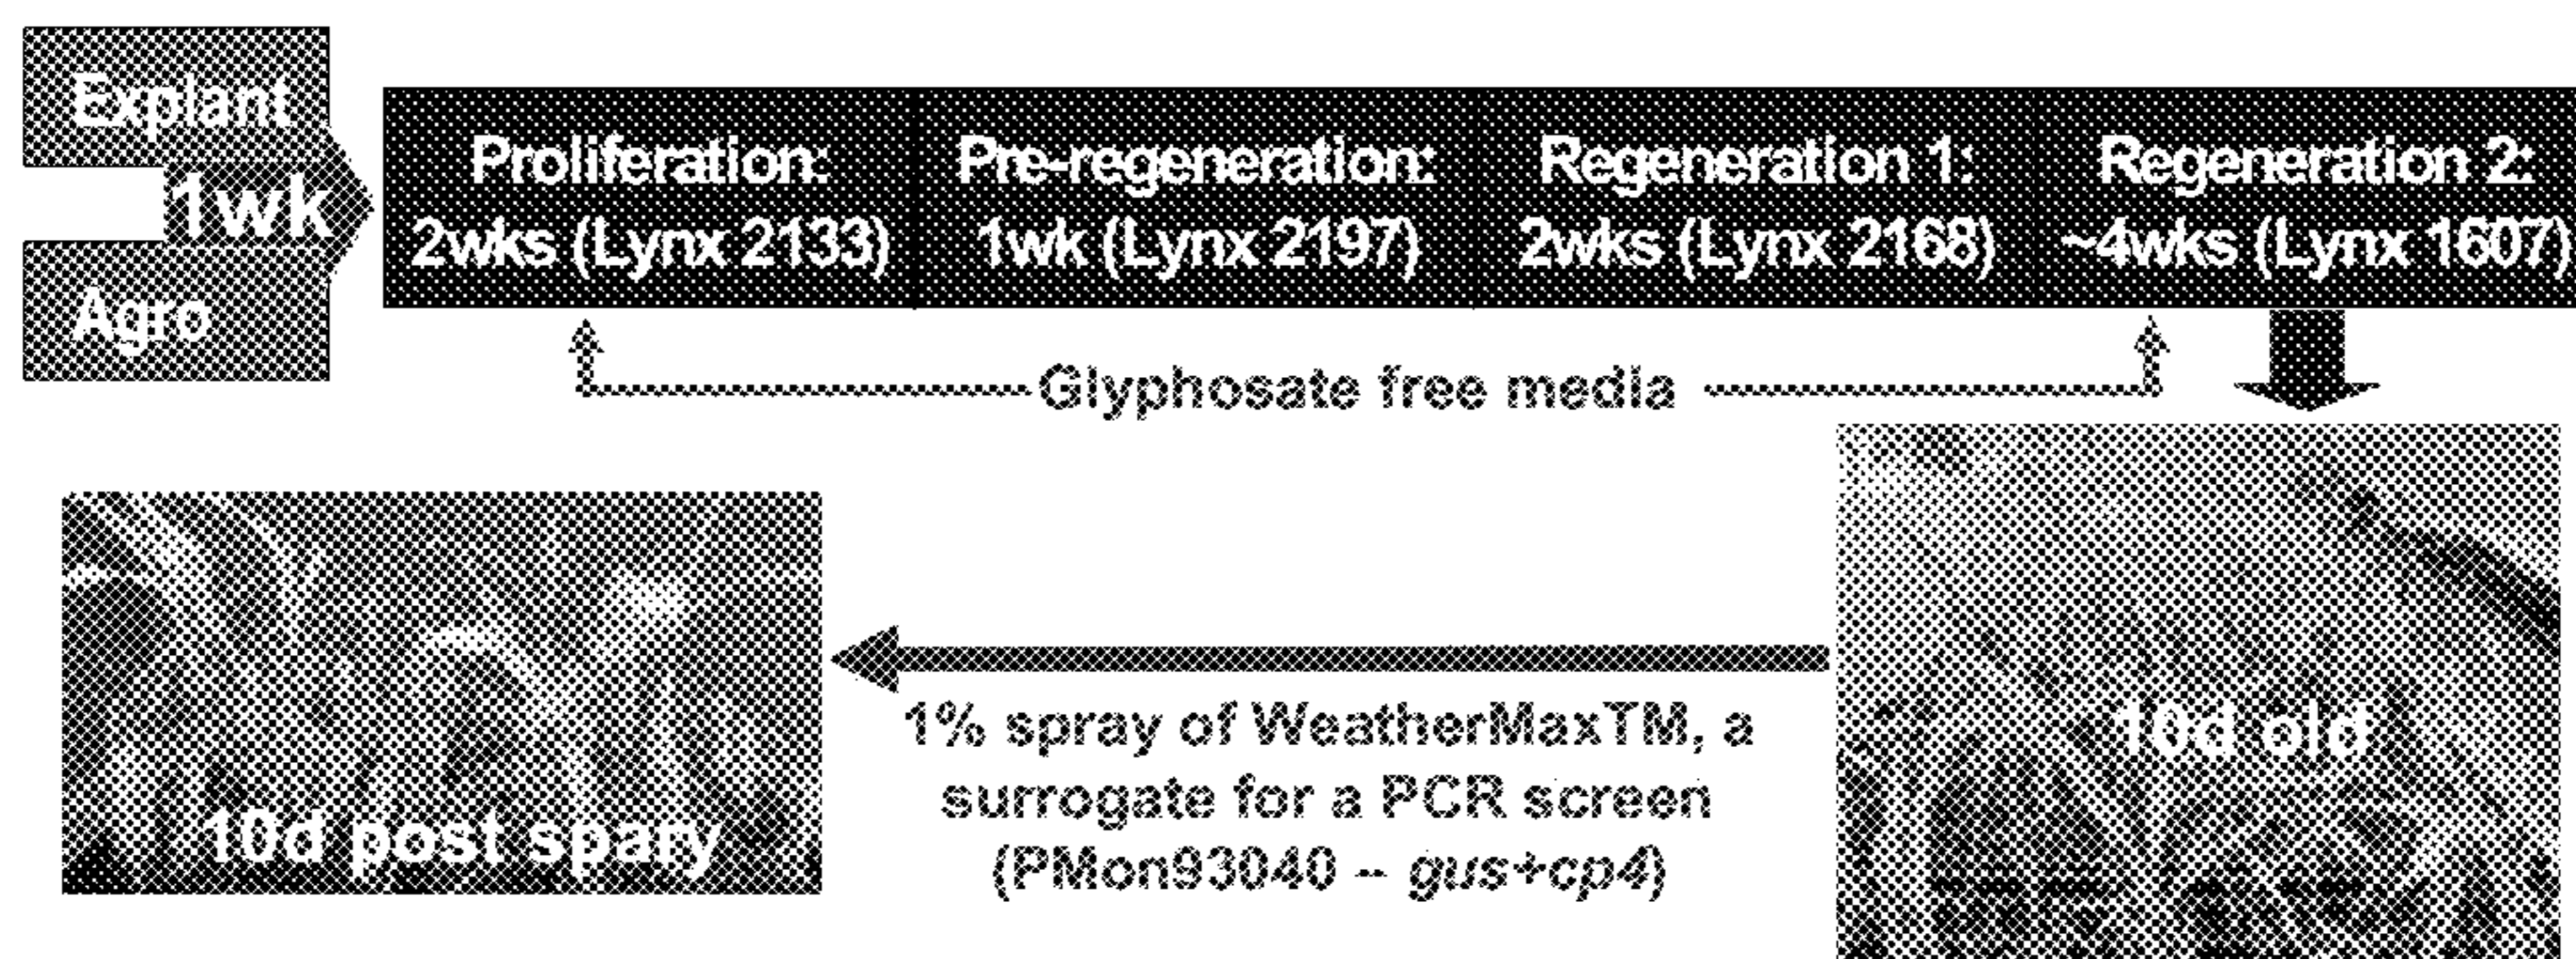 Explant
1wk
Agro
Proliferation:
2wks (Lynx 2133)
Pre-regeneration:
1wk (Lynx 2197)
Regeneration 1:
2wks (Lynx 2168)
Regeneration 2:
~4wks (Lynx 1607)
Glyphosate free media
10d old
1% spray of WeatherMaxTM, a
surrogate for a PCR screen
(PMon93040 -- gus+cp4)
10d post spary